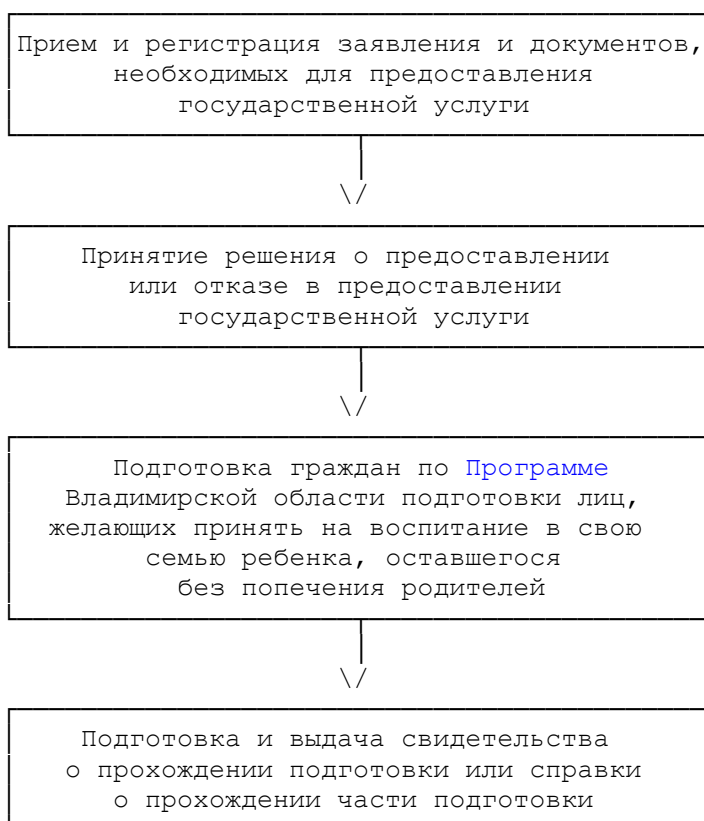 Прием и регистрация заявления и документов,
необходимых для предоставления
государственной услуги
\/
Принятие решения о предоставлении
или отказе в предоставлении
государственной услуги
\/
Подготовка граждан по Программе
Владимирской области подготовки лиц,
желающих принять на воспитание в свою
семью ребенка, оставшегося
без попечения родителей
\/
Подготовка и выдача свидетельства
о прохождении подготовки или справки
о прохождении части подготовки